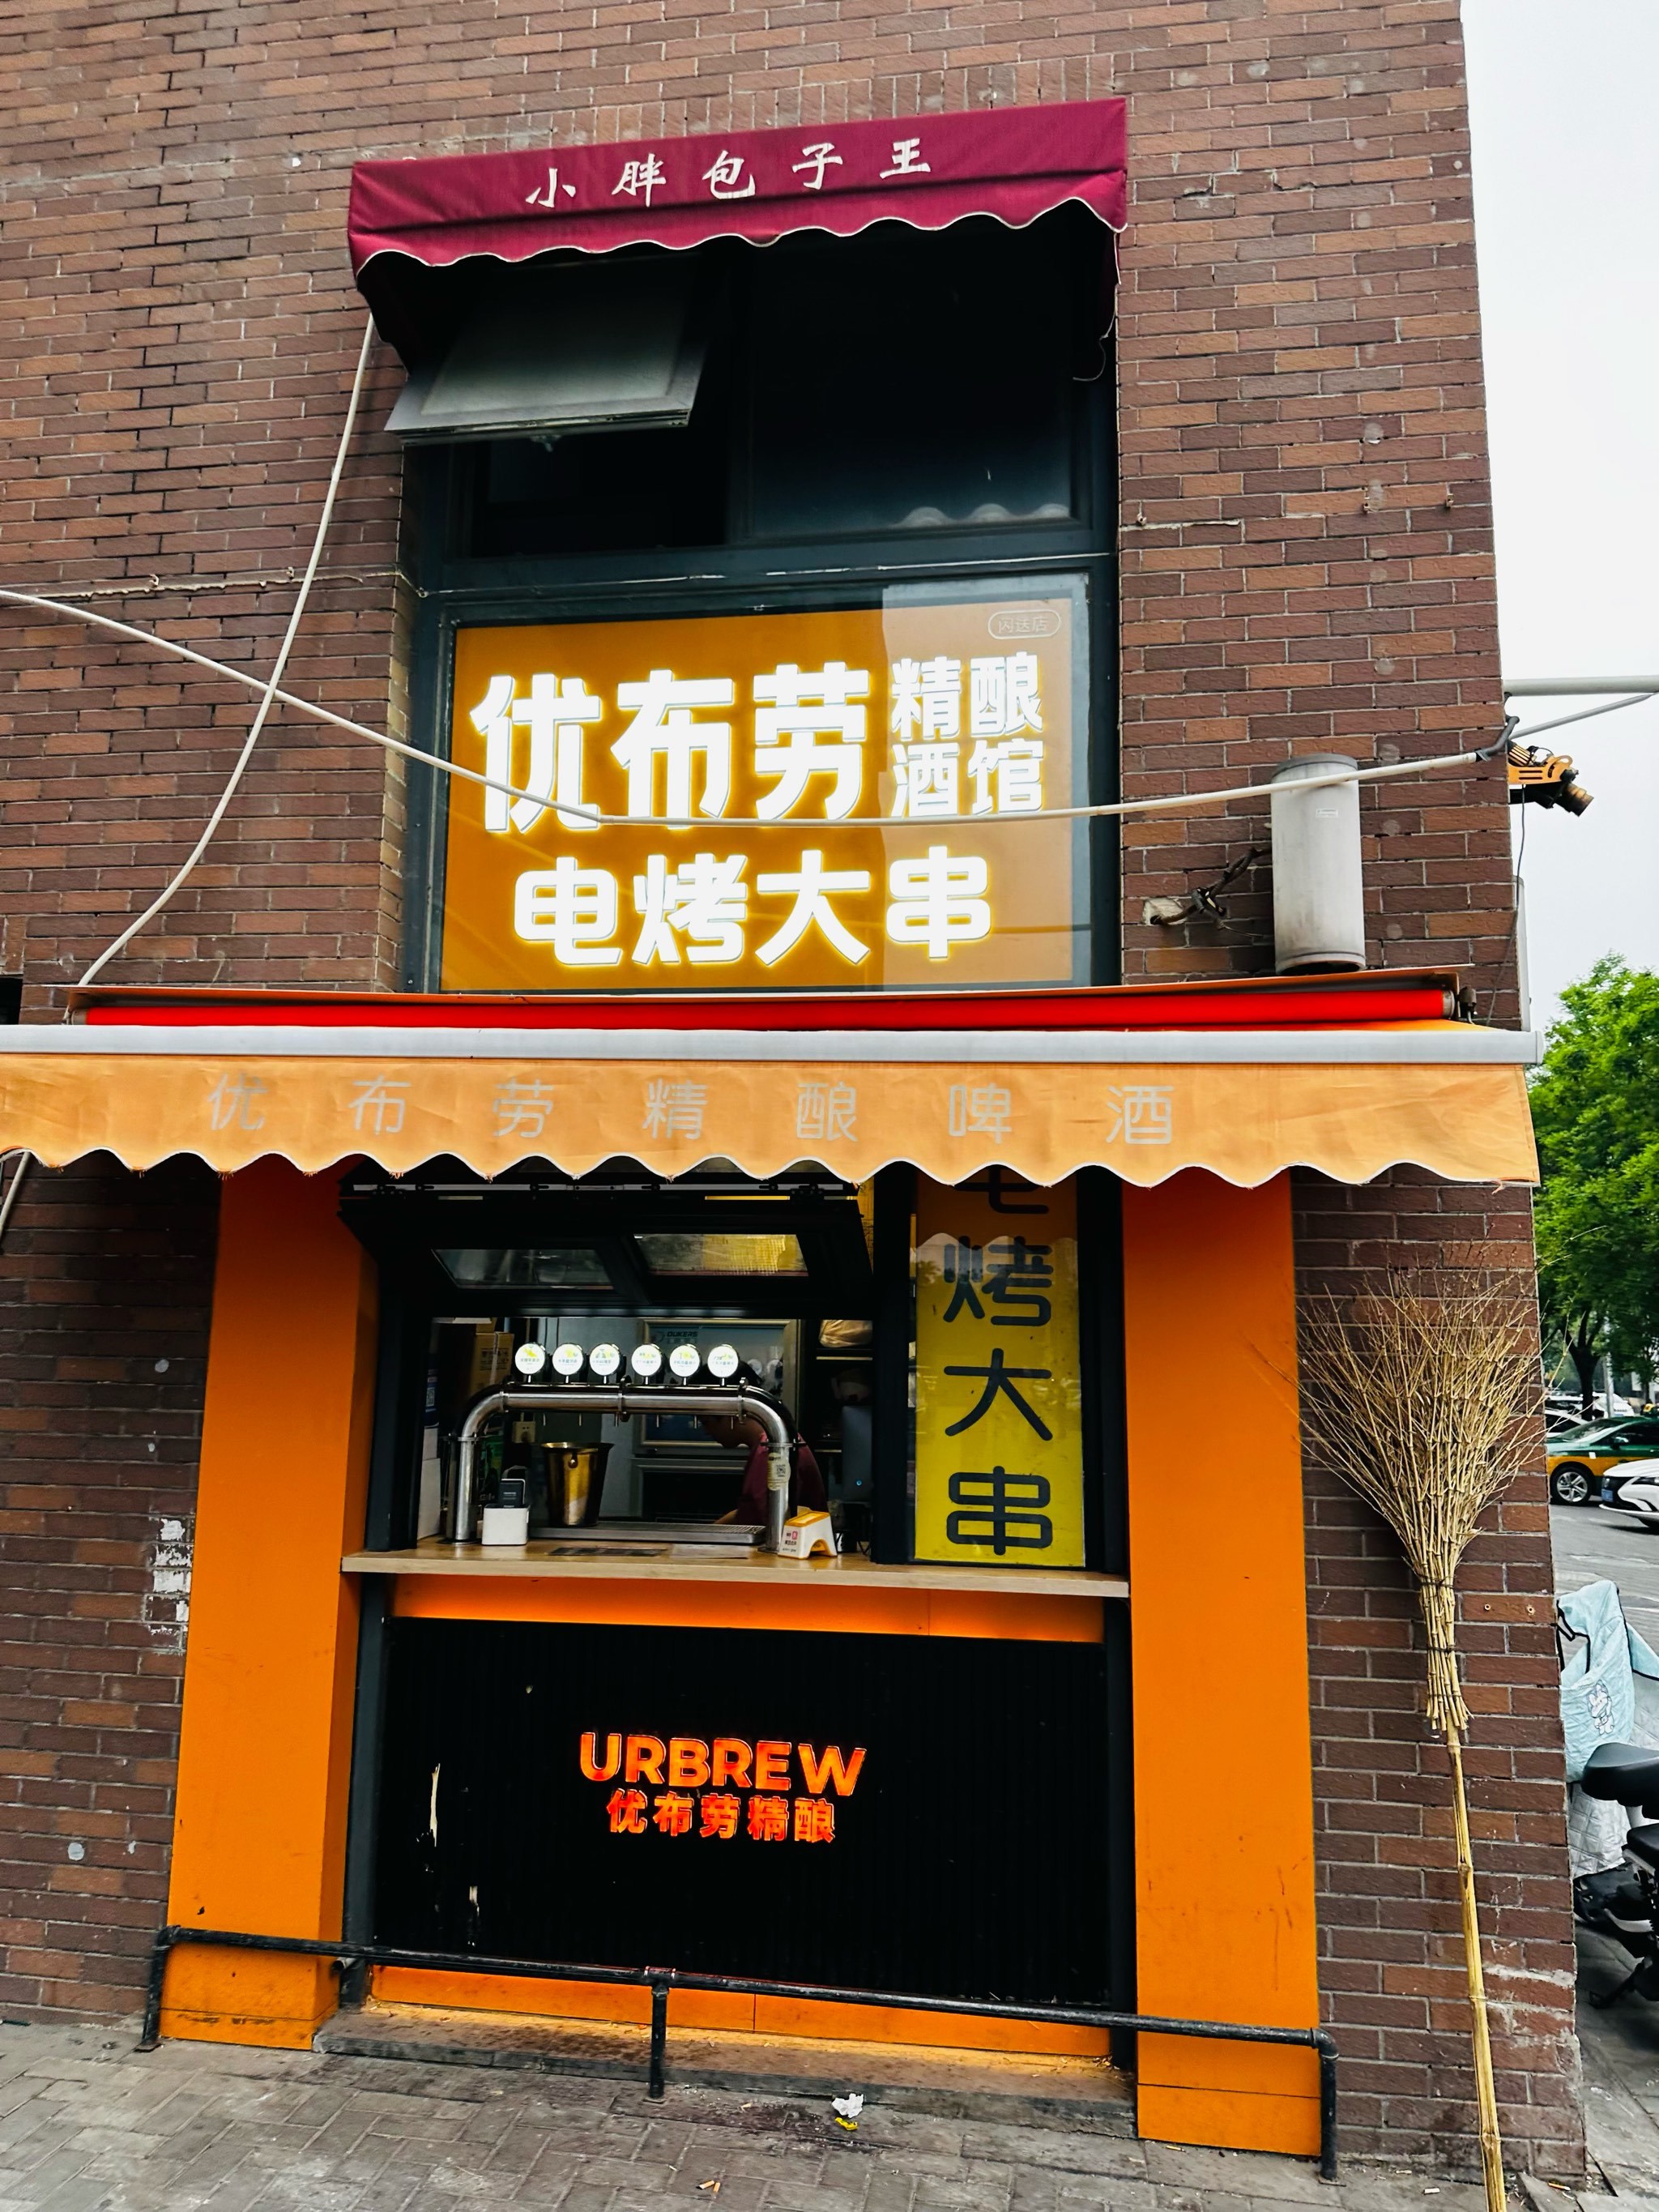 小胖包子王
闪送店
优布劳 精酿
酒馆
电烤大串
优布劳精酿啤酒
烤
大
串
DUKERS
URBREW
优布劳精酿